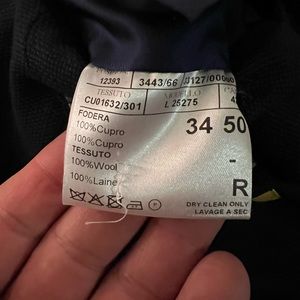 12393 3443/66
TESSUTO MODELLO
CU01632/301 L 25275
FODERA
100%Cupro 34 50
100%Cupro
TESSUTO -
100%Wool
100%Laine R
DRY CLEAN ONLY
LAVAGE A SEC